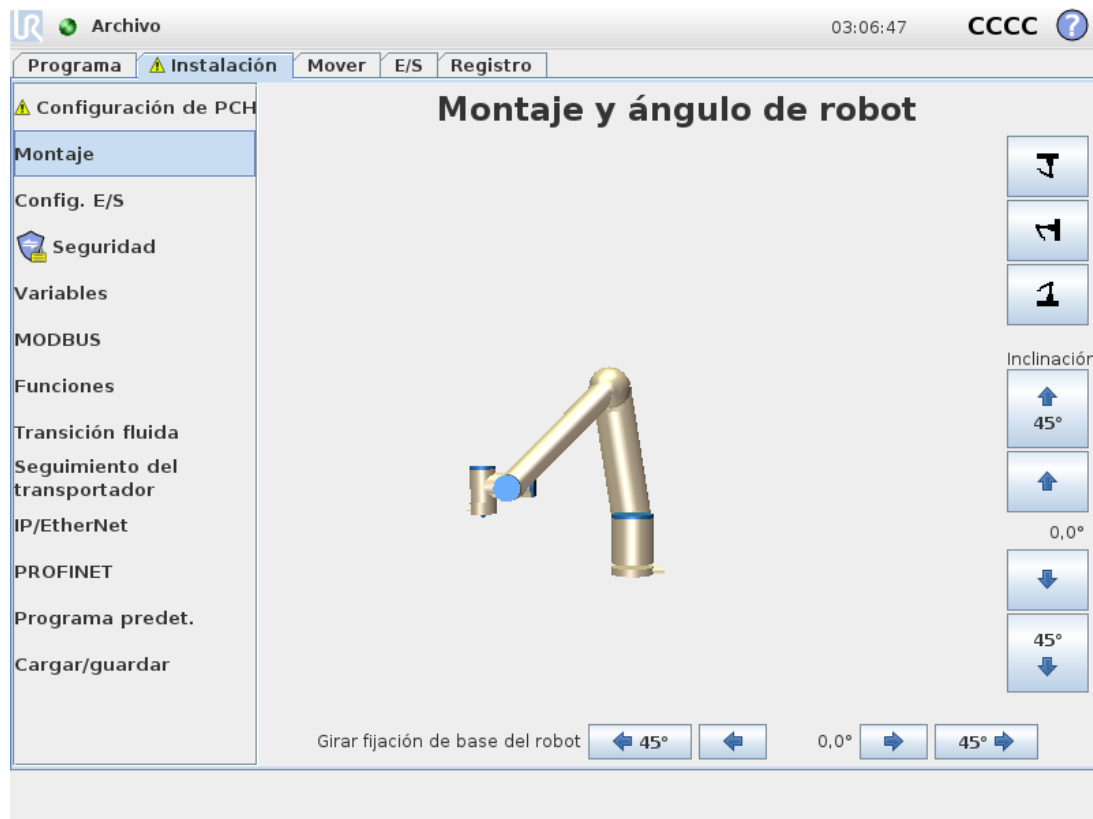 UR Archivo 03:06:47 CCCC ?
Programa Instalación Mover E/S Registro
Configuración de PCH
Montaje
Config. E/S
Seguridad
Variables
MODBUS
Funciones
Transición fluida
Seguimiento del
transportador
IP/EtherNet
PROFINET
Programa predet.
Cargar/guardar
Montaje y ángulo de robot
Inclinación
45°
0,0°
45°
Girar fijación de base del robot 45° 0,0° 45°